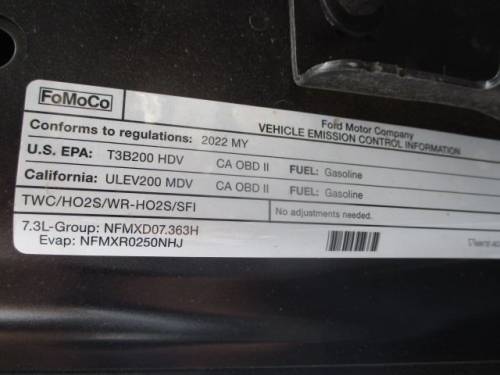 FoMoCo
Ford Motor Company
VEHICLE EMISSION CONTROL INFORMATION
Conforms to regulations: 2022 MY
U.S. EPA: T3B200 HDV CA OBD II FUEL: Gasoline
California: ULEV200 MDV CA OBD II FUEL: Gasoline
TWC/HO2S/WR-HO2S/SFI No adjustments needed.
7.3L-Group: NFMXD07.363H
Evap: NFMXR0250NHJ